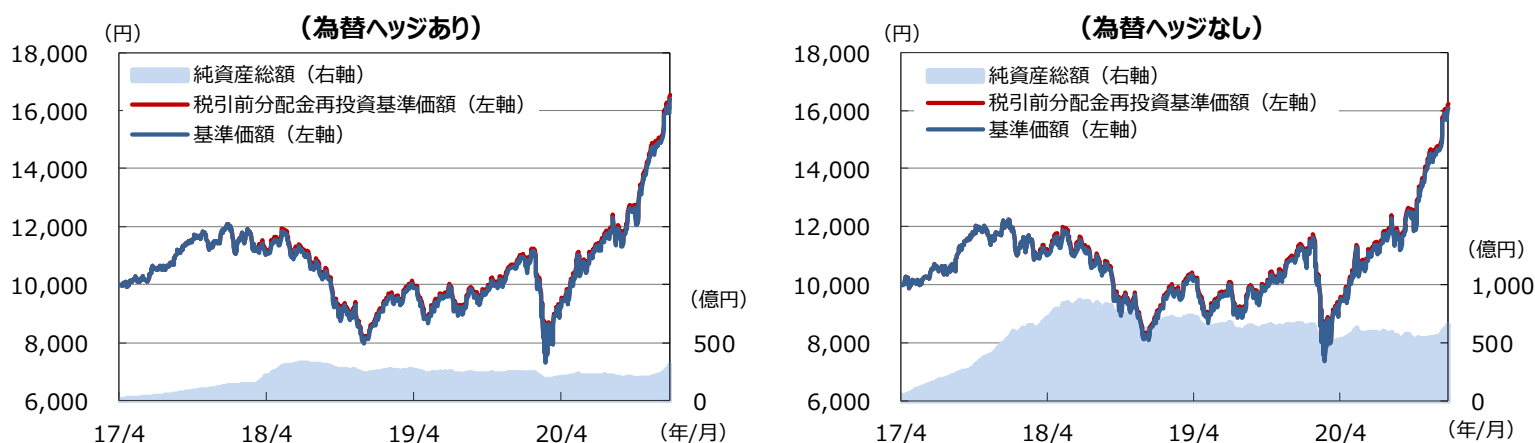 (為替ヘッジあり)
(円)
18,000
16,000
14,000
12,000
10,000
8,000
6,000
純資産総額(右軸)
税引前分配金再投資基準価額(左軸)
基準価額(左軸)
(億円)
500
0
17/4 18/4 19/4 20/4 (年/月)
(為替ヘッジなし)
(円)
18,000
16,000
14,000
12,000
10,000
8,000
6,000
純資産総額(右軸)
税引前分配金再投資基準価額(左軸)
基準価額(左軸)
(億円)
1,000
500
0
17/4 18/4 19/4 20/4 (年/月)